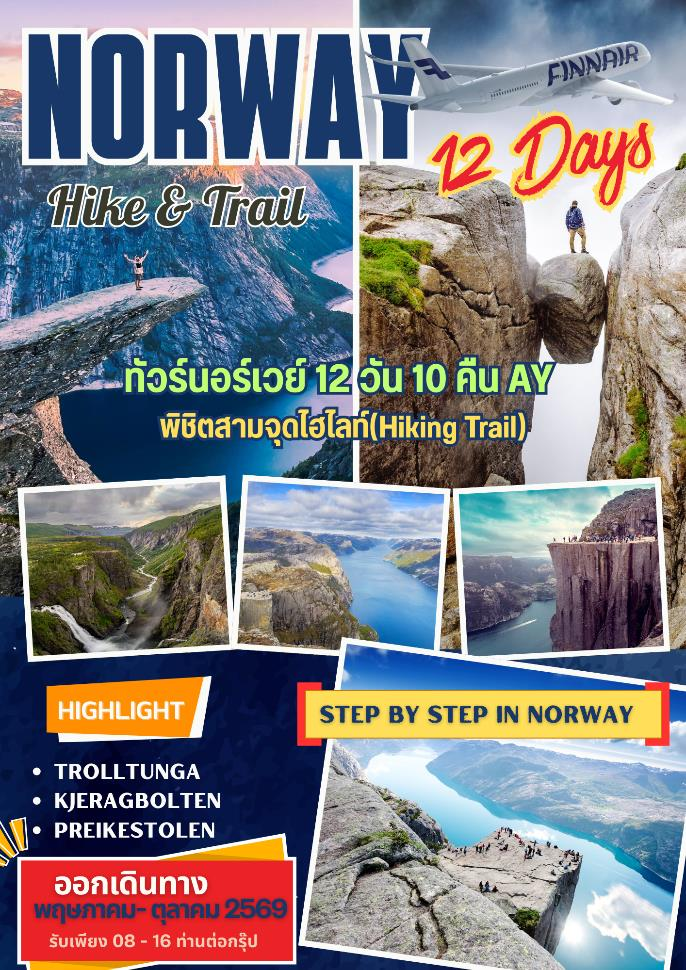 NORWAY
FINNAIR
12 Days
Hike & Trail
ทัวร์นอร์เวย์ 12 วัน 10 คืน AY
พิชิตสามจุดไฮไลท์(Hiking Trail)
HIGHLIGHT
STEP BY STEP IN NORWAY
• TROLLTUNGA
• KJERAGBOLTEN
• PREIKESTOLEN
ออกเดินทาง
พฤษภาคม- ตุลาคม 2569
รับเพียง 08 - 16 ท่านต่อกรุ๊ป